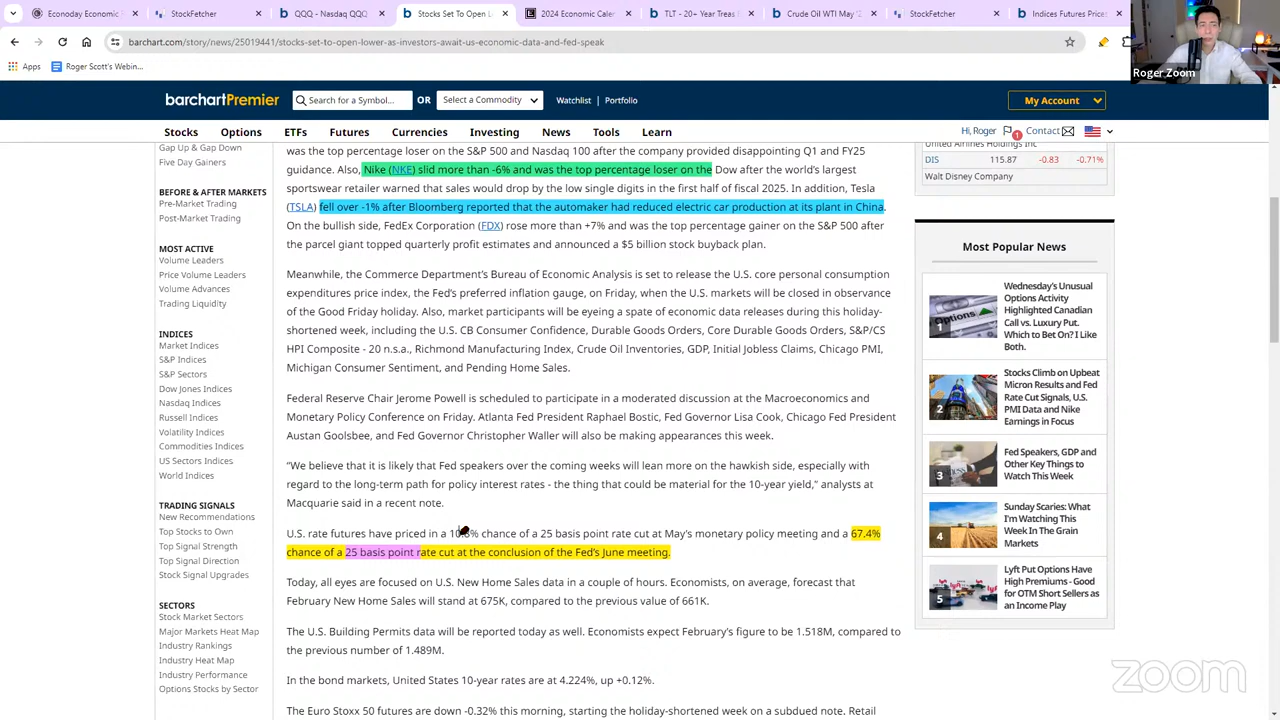 Econoday Economic E
StockFetcher
QQQ - Nasdaq QQQ
Stocks Set To Open L
2024 Economic Caler
TLT - 20+ Year Treas
Crude Oil WTI May '2
StockFetcher
Indices Futures Prices
barchart.com/story/news/25019441/stocks-set-to-open-lower-as-investors-await-us-economic-data-and-fed-speak
Apps
Roger Scott's Webin...
Roger Zoom
barchartPremier
Search for a Symbol...
OR
Select a Commodity
Watchlist
Portfolio
My Account
Stocks
Options
ETFs
Futures
Currencies
Investing
News
Tools
Learn
Hi, Roger
1
Contact
Gap Up & Gap Down
Five Day Gainers
BEFORE & AFTER MARKETS
Pre-Market Trading
Post-Market Trading
MOST ACTIVE
Volume Leaders
Price Volume Leaders
Volume Advances
Trading Liquidity
INDICES
Market Indices
S&P Indices
S&P Sectors
Dow Jones Indices
Nasdaq Indices
Russell Indices
Volatility Indices
Commodities Indices
US Sectors Indices
World Indices
TRADING SIGNALS
New Recommendations
Top Stocks to Own
Top Signal Strength
Top Signal Direction
Stock Signal Upgrades
SECTORS
Stock Market Sectors
Major Markets Heat Map
Industry Rankings
Industry Heat Map
Industry Performance
Options Stocks by Sector
was the top percentage loser on the S&P 500 and Nasdaq 100 after the company provided disappointing Q1 and FY25
guidance. Also, Nike (NKE) slid more than -6% and was the top percentage loser on the Dow after the world's largest
sportswear retailer warned that sales would drop by the low single digits in the first half of fiscal 2025. In addition, Tesla
(TSLA) fell over -1% after Bloomberg reported that the automaker had reduced electric car production at its plant in China.
On the bullish side, FedEx Corporation (FDX) rose more than +7% and was the top percentage gainer on the S&P 500 after
the parcel giant topped quarterly profit estimates and announced a $5 billion stock buyback plan.
Meanwhile, the Commerce Department's Bureau of Economic Analysis is set to release the U.S. core personal consumption
expenditures price index, the Fed's preferred inflation gauge, on Friday, when the U.S. markets will be closed in observance
of the Good Friday holiday. Also, market participants will be eyeing a spate of economic data releases during this holiday-
shortened week, including the U.S. CB Consumer Confidence, Durable Goods Orders, Core Durable Goods Orders, S&P/CS
HPI Composite - 20 n.s.a., Richmond Manufacturing Index, Crude Oil Inventories, GDP, Initial Jobless Claims, Chicago PMI,
Michigan Consumer Sentiment, and Pending Home Sales.
Federal Reserve Chair Jerome Powell is scheduled to participate in a moderated discussion at the Macroeconomics and
Monetary Policy Conference on Friday. Atlanta Fed President Raphael Bostic, Fed Governor Lisa Cook, Chicago Fed President
Austan Goolsbee, and Fed Governor Christopher Waller will also be making appearances this week.
“We believe that it is likely that Fed speakers over the coming weeks will lean more on the hawkish side, especially with
regard to the long-term path for policy interest rates - the thing that could be material for the 10-year yield,” analysts at
Macquarie said in a recent note.
U.S. rate futures have priced in a chance of a 25 basis point rate cut at May's monetary policy meeting and a 67.4%
chance of a 25 basis point rate cut at the conclusion of the Fed's June meeting.
Today, all eyes are focused on U.S. New Home Sales data in a couple of hours. Economists, on average, forecast that
February New Home Sales will stand at 675K, compared to the previous value of 661K.
The U.S. Building Permits data will be reported today as well. Economists expect February's figure to be 1.518M, compared to
the previous number of 1.489M.
In the bond markets, United States 10-year rates are at 4.224%, up +0.12%.
The Euro Stoxx 50 futures are down -0.32% this morning, starting the holiday-shortened week on a subdued note. Retail
United Airlines Holdings Inc
DIS 115.87 -0.83 -0.71%
Walt Disney Company
Most Popular News
1
Wednesday's Unusual
Options Activity
Highlighted Canadian
Call vs. Luxury Put.
Which to Bet On? I Like
Both.
2
Stocks Climb on Upbeat
Micron Results and Fed
Rate Cut Signals, U.S.
PMI Data and Nike
Earnings in Focus
3
Fed Speakers, GDP and
Other Key Things to
Watch This Week
4
Sunday Scaries: What
I'm Watching This
Week In The Grain
Markets
5
Lyft Put Options Have
High Premiums - Good
for OTM Short Sellers as
an Income Play
zoom